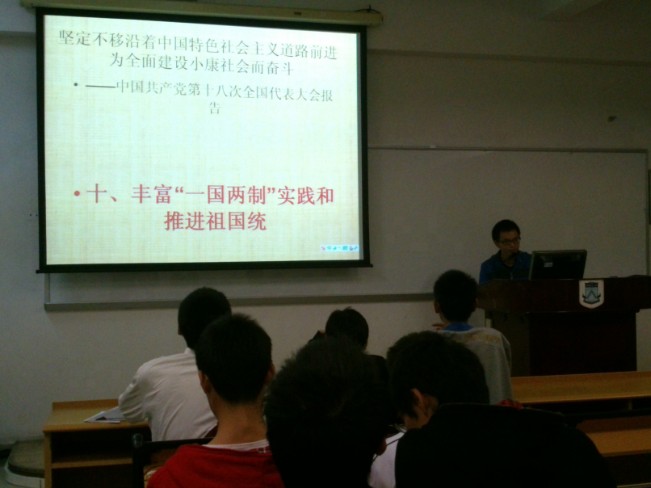 坚定不移沿着中国特色社会主义道路前进
为全面建设小康社会而奋斗
• ——中国共产党第十八次全国代表大会报
告
• 十、丰富“一国两制”实践和
推进祖国统